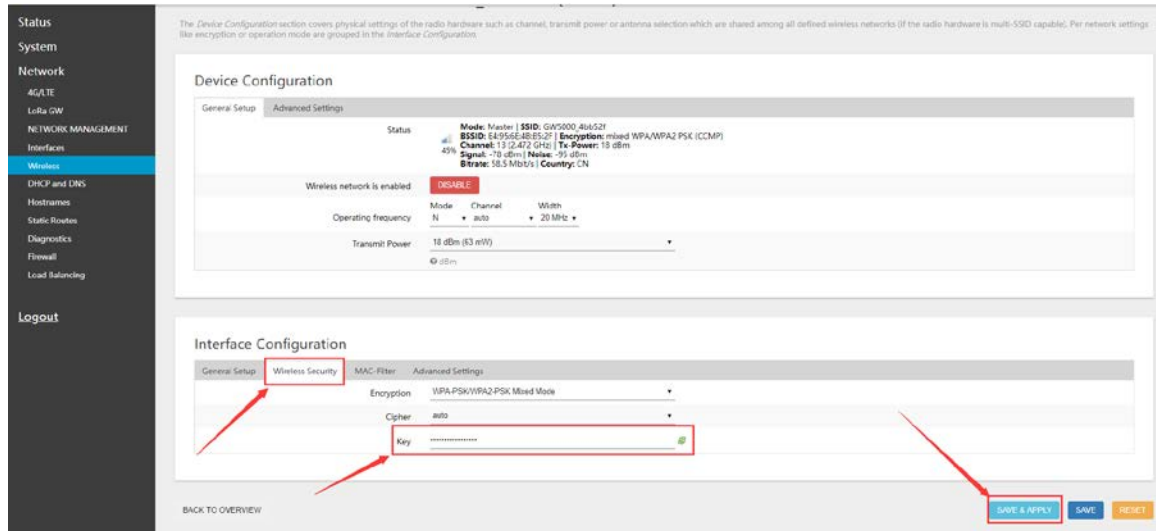 Status
System
Network
4G/LTE
LoRa GW
NETWORK MANAGEMENT
Interfaces
Wireless
DHCP and DNS
Hostnames
Static Routes
Diagnostics
Firewall
Load Balancing
Logout
The Device Configuration section covers physical settings of the radio hardware such as channel, transmit power or antenna selection which are shared among all defined wireless networks (if the radio hardware is multi-SSID capable). Per network settings
like encryption or operation mode are grouped in the Interface Configuration.
Device Configuration
General Setup Advanced Settings
Status
45%
Mode: Master | SSID: GW5000_4bb52f
BSSID: E4:95:6E:4B:B5:2F | Encryption: mixed WPA/WPA2 PSK (CCMP)
Channel: 13 (2.472 GHz) | Tx-Power: 18 dBm
Signal: -78 dBm | Noise: -95 dBm
Bitrate: 58.5 Mbit/s | Country: CN
Wireless network is enabled DISABLE
Mode Channel Width
Operating frequency N auto 20 MHz
Transmit Power 18 dBm (63 mW)
dBm
Interface Configuration
General Setup Wireless Security MAC-Filter Advanced Settings
Encryption WPA-PSK/WPA2-PSK Mixed Mode
Cipher auto
Key
BACK TO OVERVIEW SAVE & APPLY SAVE RESET